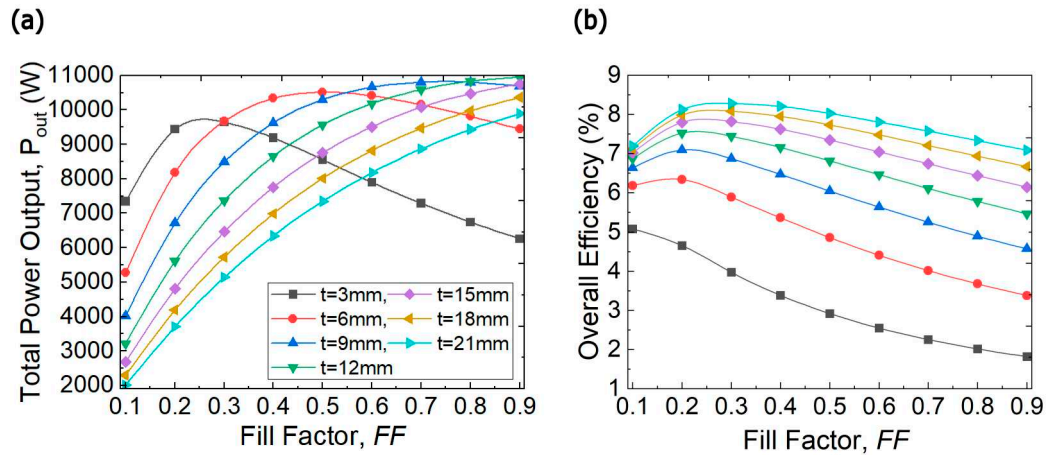 (a)
Total Power Output, P_out (W)
11000
10000
9000
8000
7000
6000
5000
4000
3000
2000
t=3mm, t=15mm
t=6mm, t=18mm
t=9mm, t=21mm
t=12mm
0.1 0.2 0.3 0.4 0.5 0.6 0.7 0.8 0.9
Fill Factor, FF
(b)
Overall Efficiency (%)
9
8
7
6
5
4
3
2
1
0.1 0.2 0.3 0.4 0.5 0.6 0.7 0.8 0.9
Fill Factor, FF